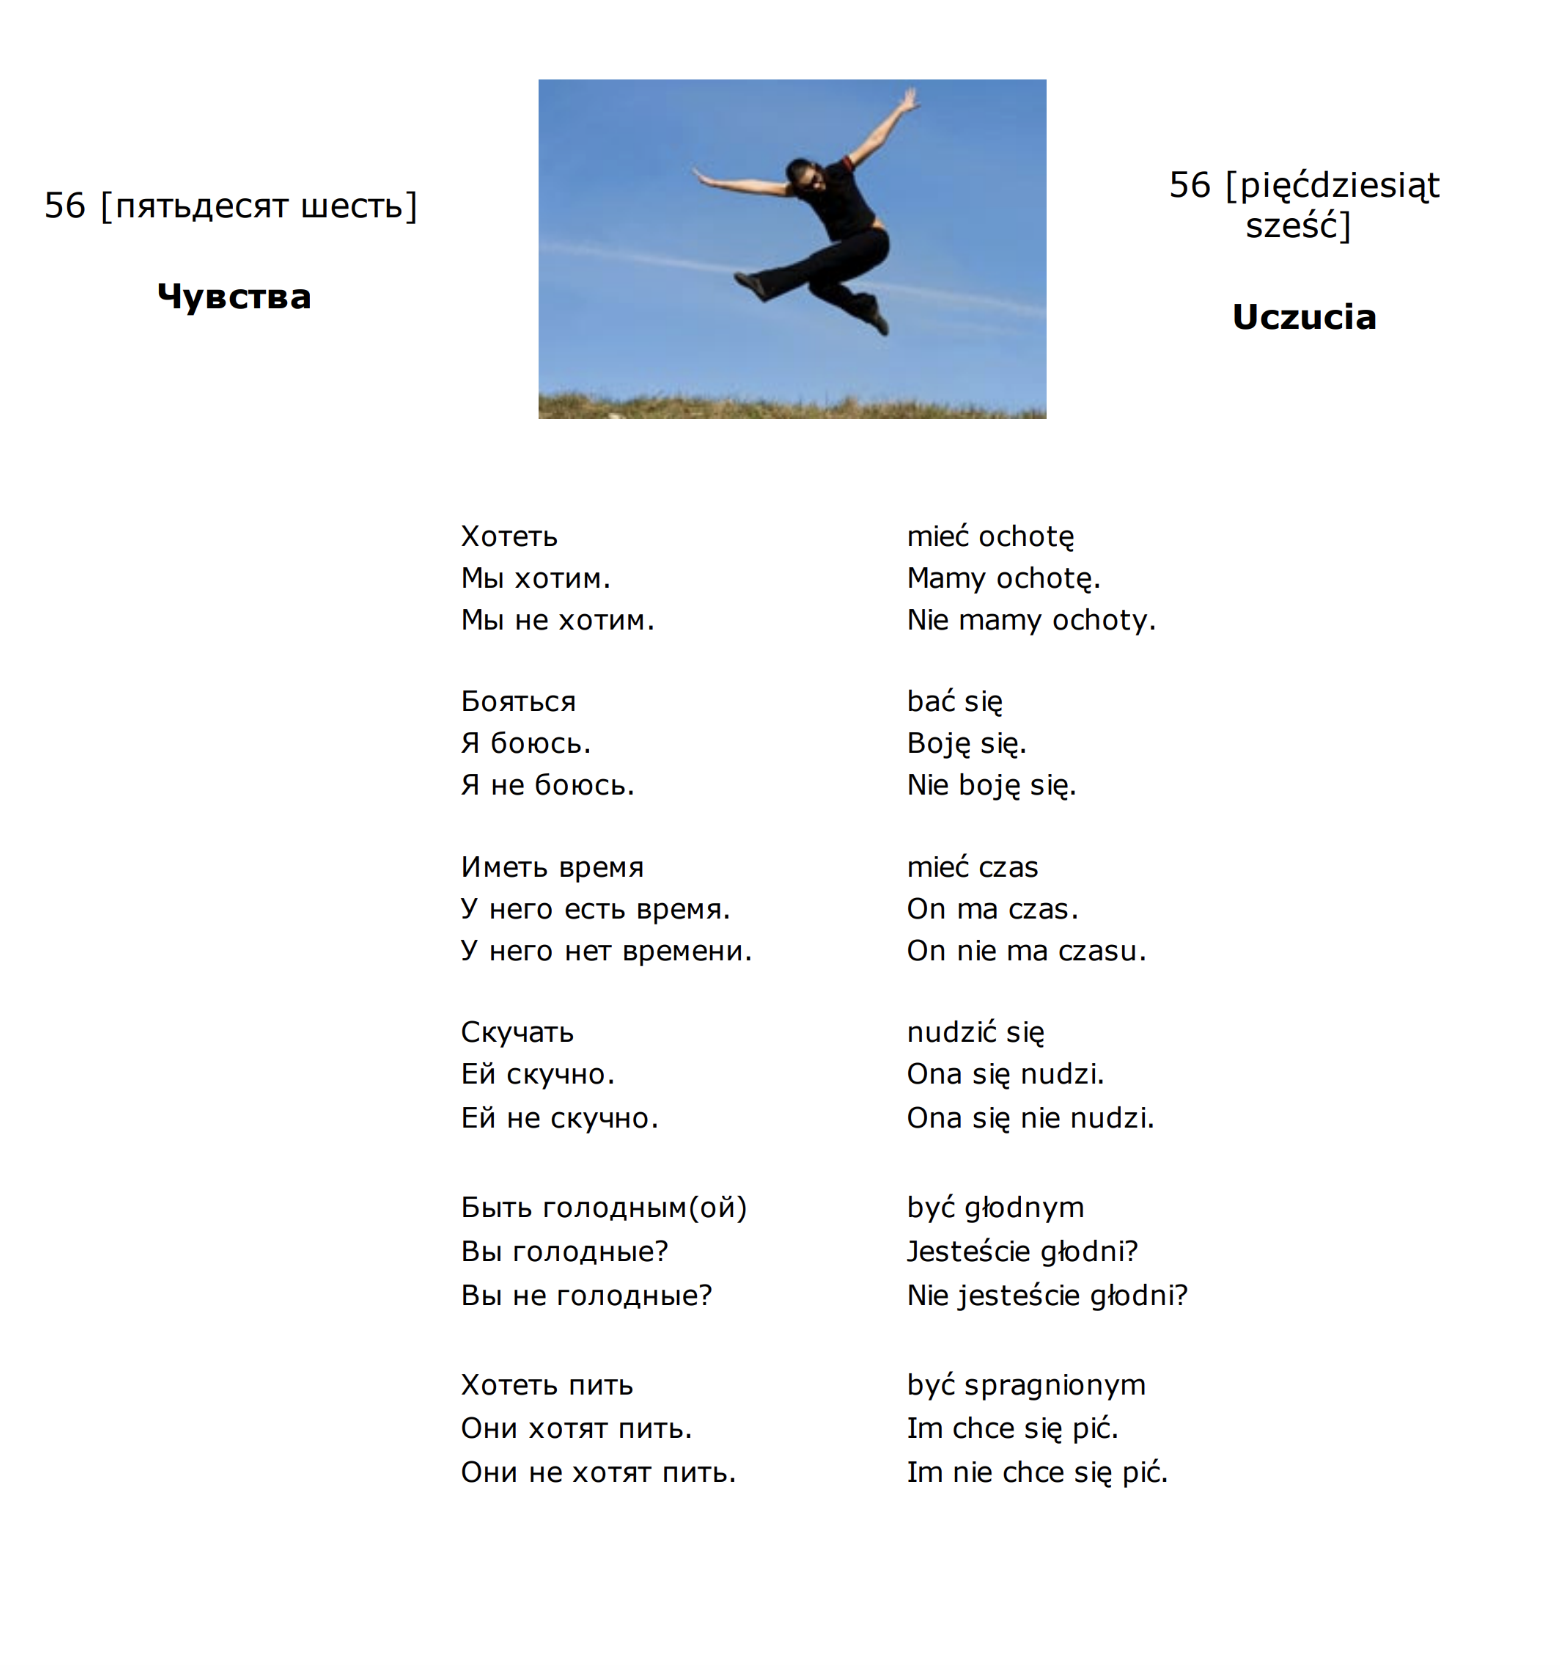 56 [пятьдесят шесть]
Чувства
56 [pięćdziesiąt
sześć]
Uczucia
Хотеть mieć ochotę
Мы хотим. Mamy ochotę.
Мы не хотим. Nie mamy ochoty.
Бояться bać się
Я боюсь. Boję się.
Я не боюсь. Nie boję się.
Иметь время mieć czas
У него есть время. On ma czas.
У него нет времени. On nie ma czasu.
Скучать nudzić się
Ей скучно. Ona się nudzi.
Ей не скучно. Ona się nie nudzi.
Быть голодным(ой) być głodnym
Вы голодные? Jesteście głodni?
Вы не голодные? Nie jesteście głodni?
Хотеть пить być spragnionym
Они хотят пить. Im chce się pić.
Они не хотят пить. Im nie chce się pić.